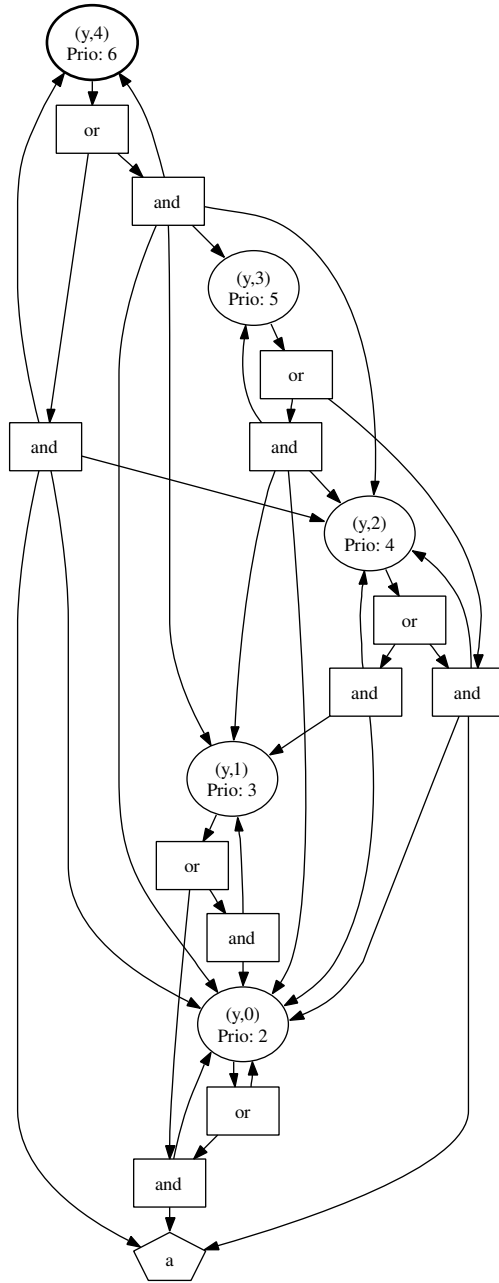 (y,4)
Prio: 6
or
and
(y,3)
Prio: 5
or
and
and
(y,2)
Prio: 4
or
and
and
(y,1)
Prio: 3
or
and
(y,0)
Prio: 2
or
and
a